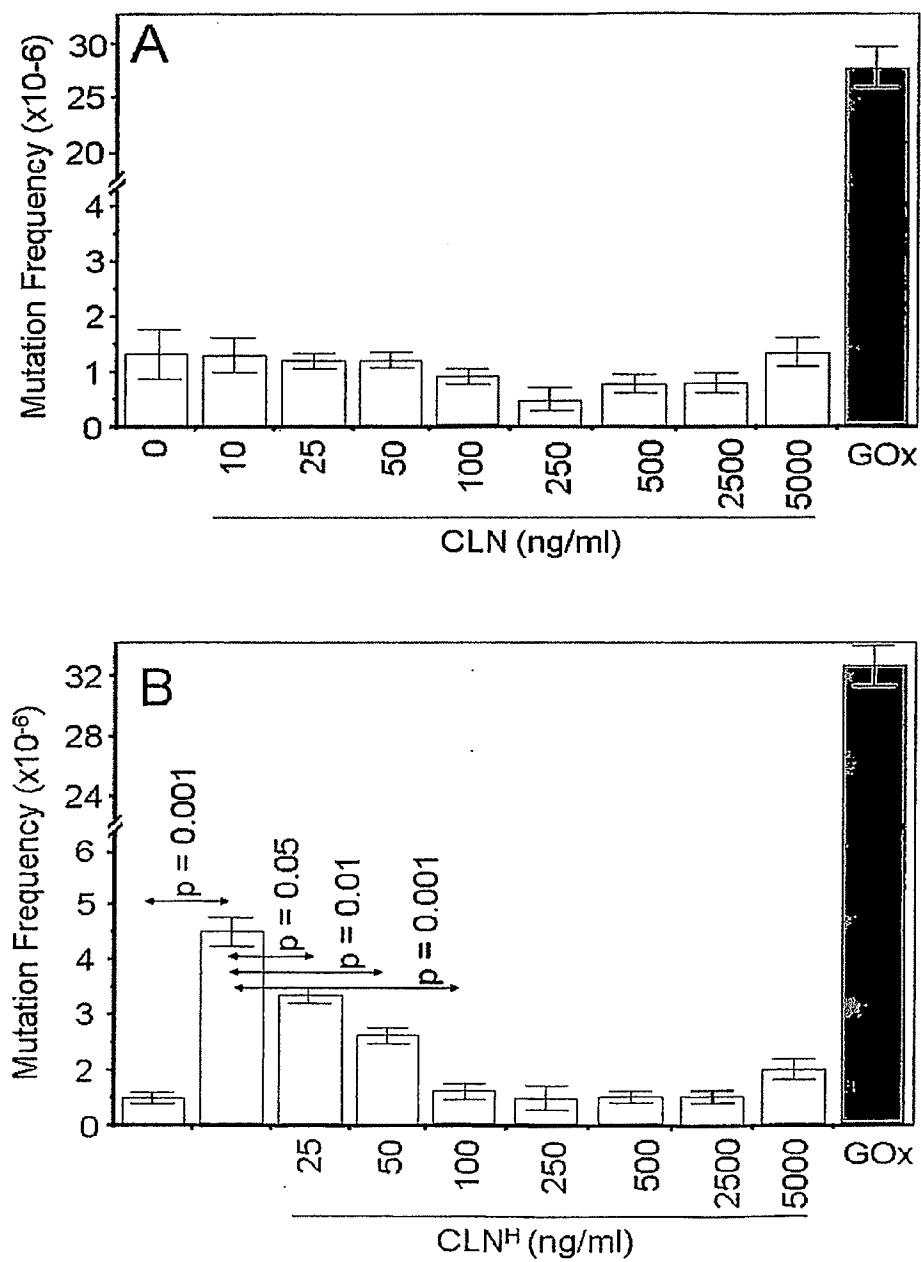 A
Mutation Frequency (x10-6)
30
25
20
4
3
2
1
0
0 10 25 50 100 250 500 2500 5000 GOx
CLN (ng/ml)
B
Mutation Frequency (x10-6)
32
28
24
6
5
4
3
2
0
p = 0.001
p = 0.05
p = 0.01
p = 0.001
25 50 100 250 500 2500 5000 GOx
CLNH (ng/ml)